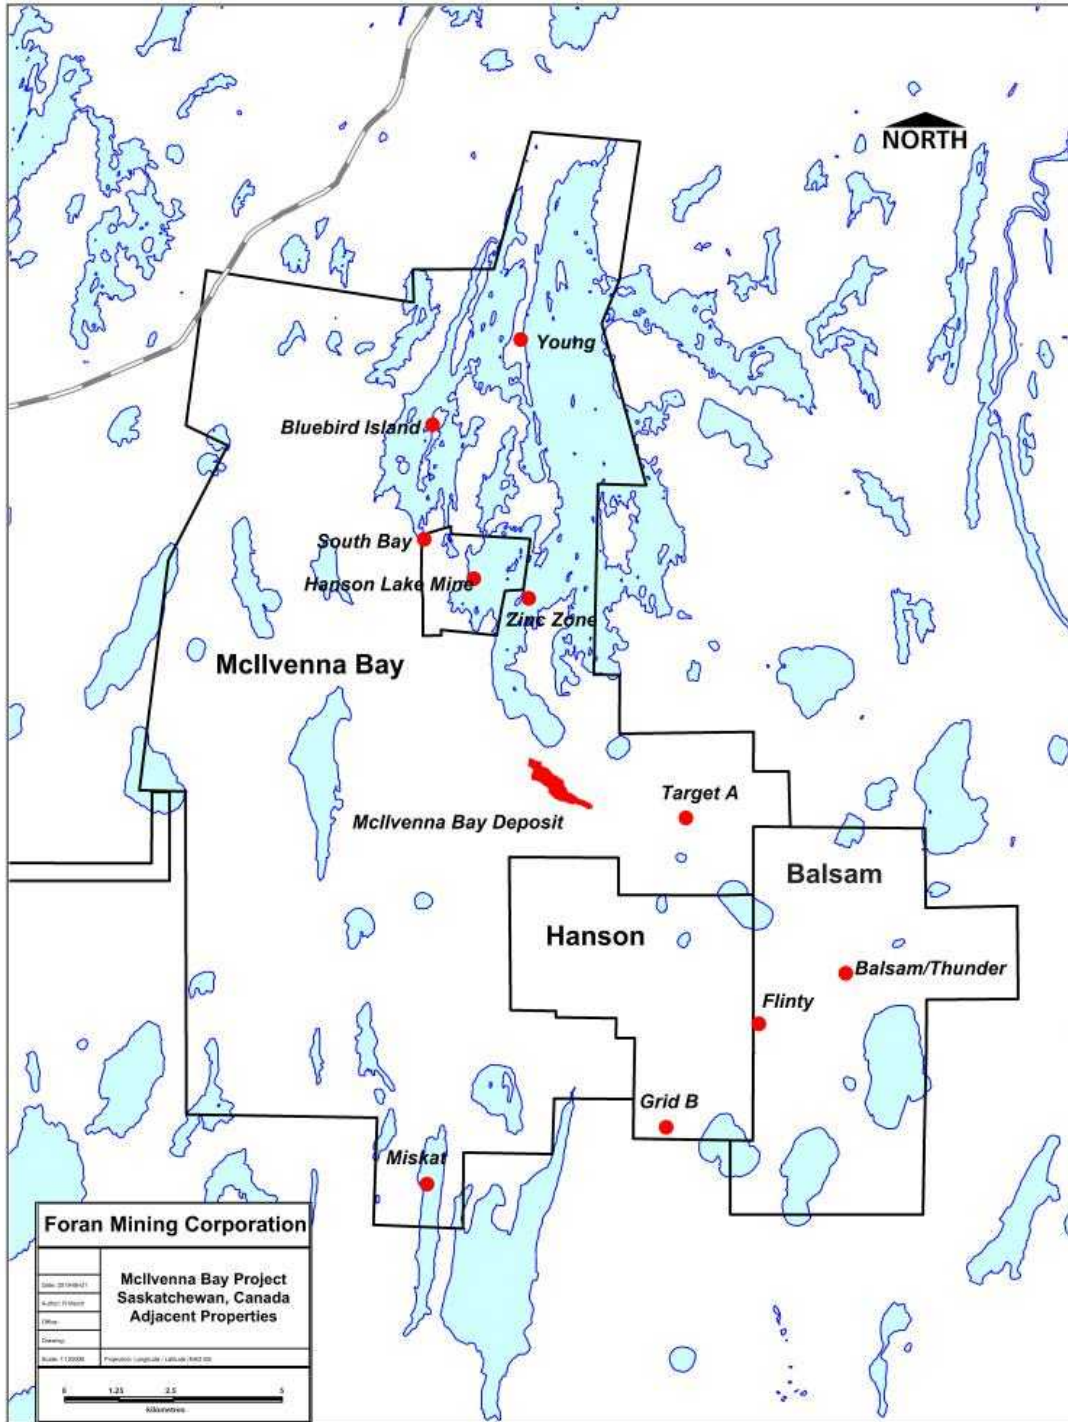 NORTH
Young
Bluebird Island
South Bay
Hanson Lake Mine
Zinc Zone
McIlvenna Bay
Target A
McIlvenna Bay Deposit
Balsam
Hanson
Balsam/Thunder
Flinty
Grid B
Miskat
Foran Mining Corporation
McIlvenna Bay Project
Saskatchewan, Canada
Adjacent Properties
Office:
Drawing:
0 1.25 2.5 5
Kilometres